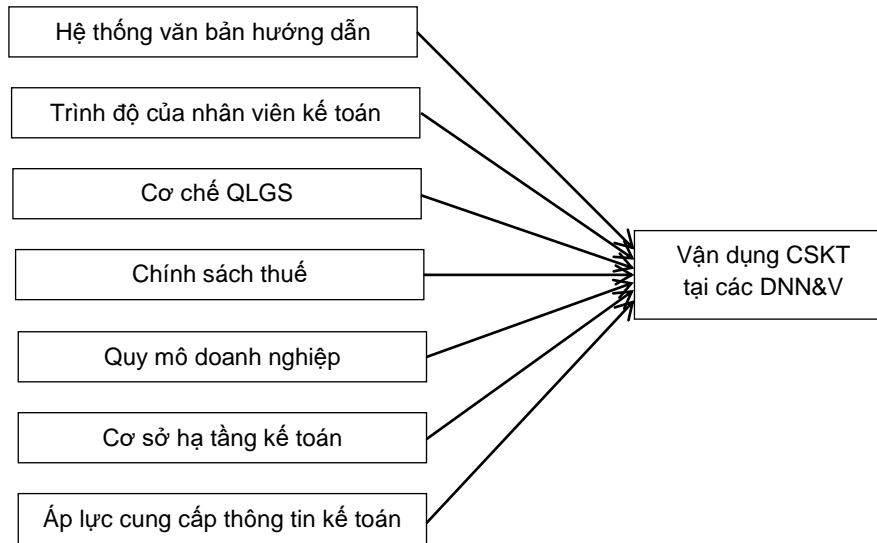 Hệ thống văn bản hướng dẫn
Trình độ của nhân viên kế toán
Cơ chế QLGS
Chính sách thuế
Quy mô doanh nghiệp
Cơ sở hạ tầng kế toán
Áp lực cung cấp thông tin kế toán
Vận dụng CSKT
tại các DNN&V